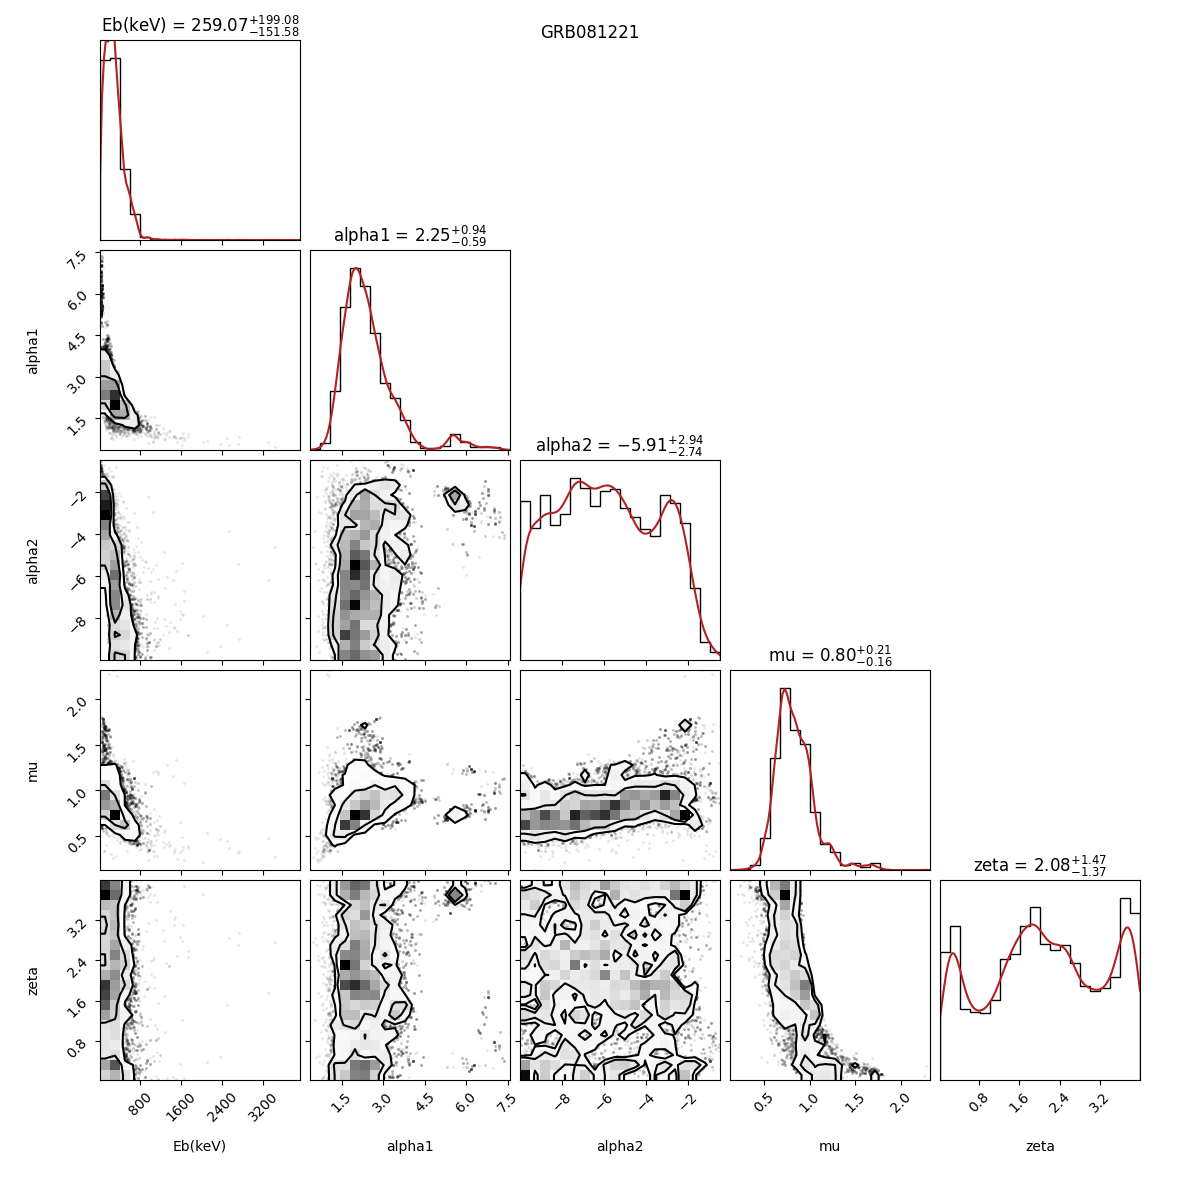 GRB081221
Eb(keV) = 259.07+199.08 −151.58
alpha1 = 2.25+0.94 −0.59
7.5
6.0
4.5
3.0
1.5
alpha1
alpha2 = −5.91+2.94 −2.74
−2
−4
−6
−8
alpha2
mu = 0.80+0.21 −0.16
2.0
1.5
1.0
0.5
mu
zeta = 2.08+1.47 −1.37
3.2
2.4
1.6
0.8
zeta
800 1600 2400 3200
1.5 3.0 4.5 6.0 7.5
−8 −6 −4 −2
0.5 1.0 1.5 2.0
0.8 1.6 2.4 3.2
Eb(keV) alpha1 alpha2 mu zeta